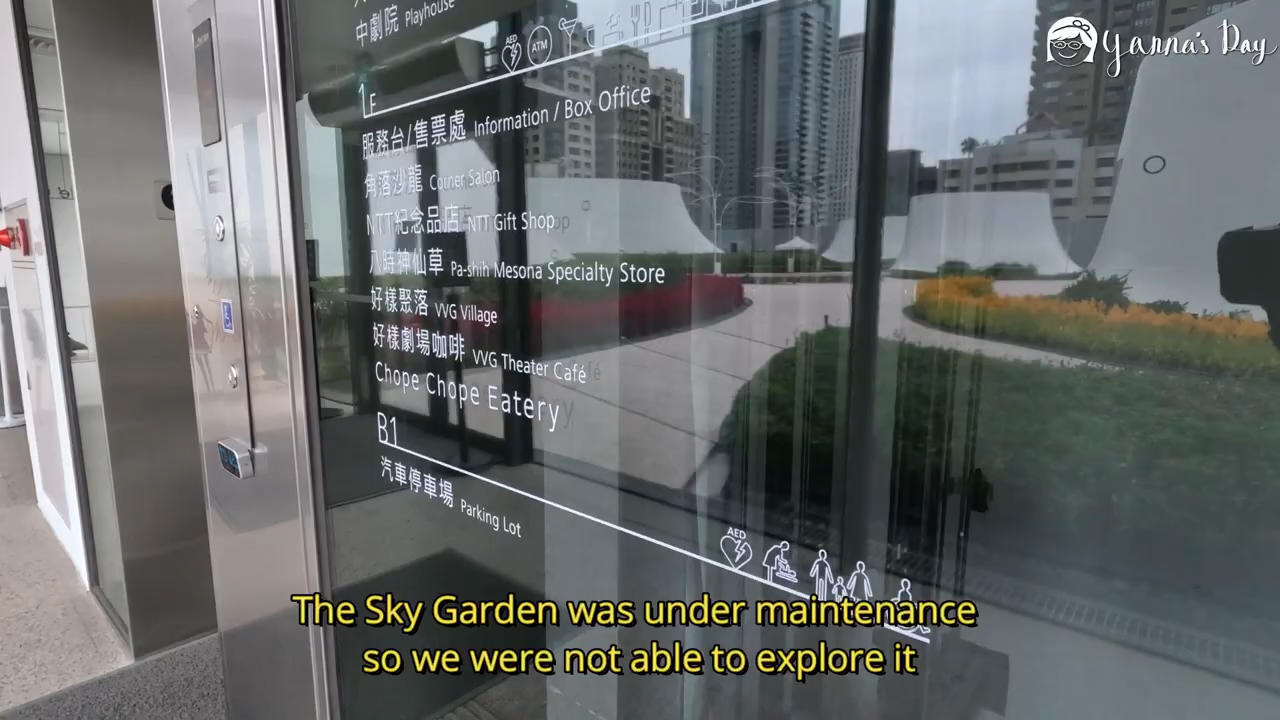 Yanna's Day
中劇院 Playhouse
AED ATM
1F
服務台/售票處 Information / Box Office
角落沙龍 Corner Salon
NTT紀念品店 NTT Gift Shop
八時神仙草 Pa-shih Mesona Specialty Store
好樣聚落 VVG Village
好樣劇場咖啡 VVG Theater Café
Chope Chope Eatery
B1
汽車停車場 Parking Lot
AED
The Sky Garden was under maintenance
so we were not able to explore it